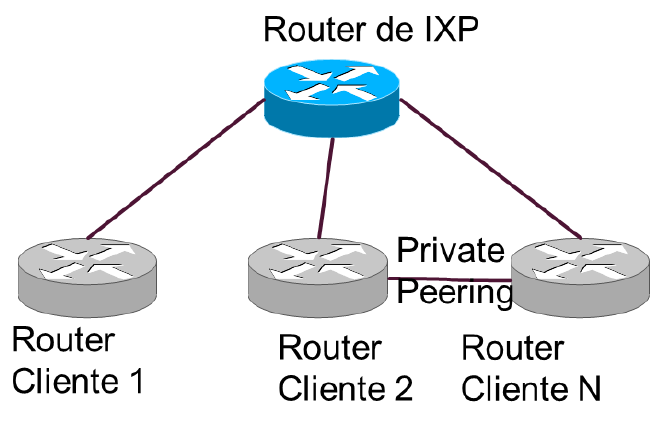 Router de IXP
Private
Peering
Router
Cliente 1
Router
Cliente 2
Router
Cliente N